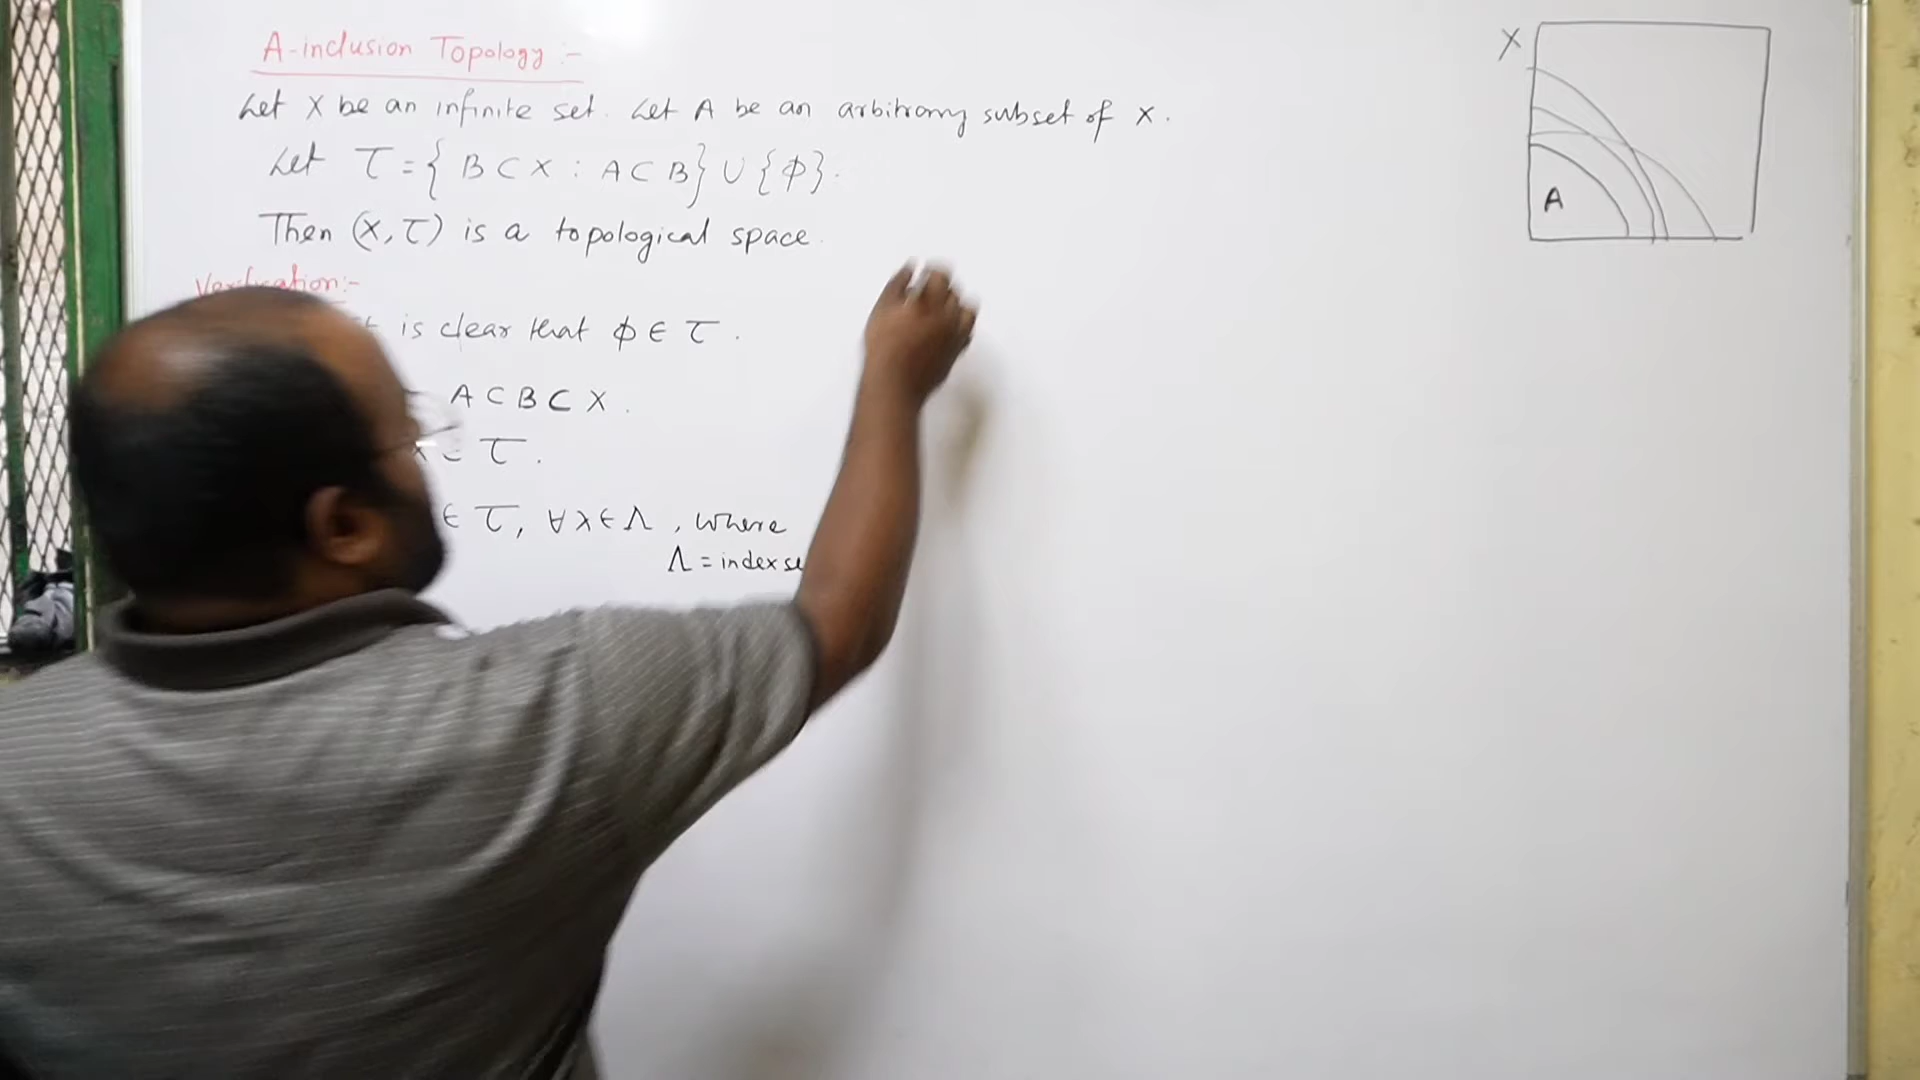 A-inclusion Topology :-
Let X be an infinite set. Let A be an arbitrary subset of X.
Let τ = { B ⊂ X : A ⊂ B } ∪ {ϕ}.
Then (X, τ) is a topological space.
Verification:-
is clear that ϕ ∈ τ.
A ⊂ B ⊂ X.
τ.
∈ τ, ∀ λ ∈ Λ, where
Λ = index se
X
A